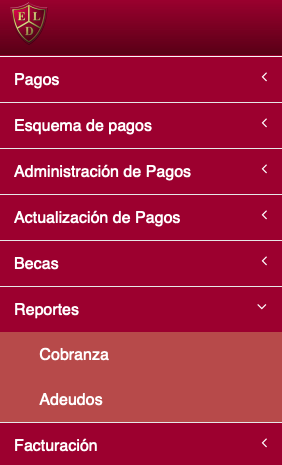 E L
D
Pagos
Esquema de pagos
Administración de Pagos
Actualización de Pagos
Becas
Reportes
Cobranza
Adeudos
Facturación